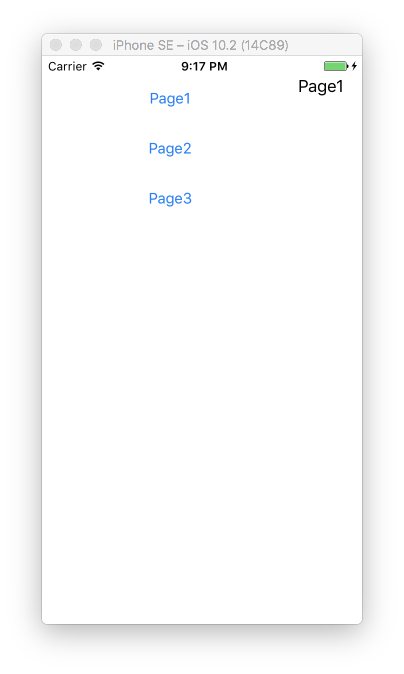 iPhone SE – iOS 10.2 (14C89)
Carrier 9:17 PM
Page1
Page1
Page2
Page3